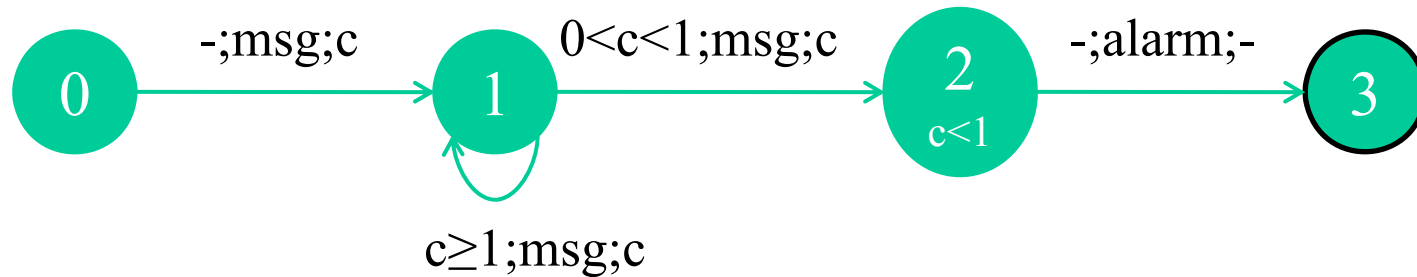 -;msg;c
0<c<1;msg;c
-;alarm;-
0
1
2
c<1
3
c≥1;msg;c